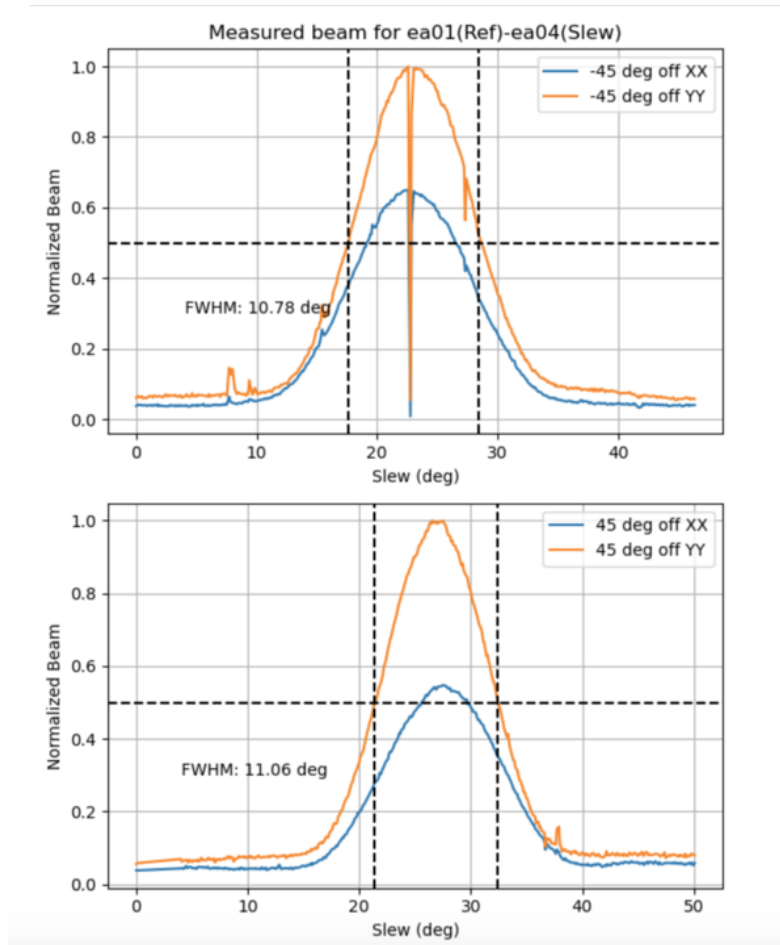 Measured beam for ea01(Ref)-ea04(Slew)
1.0
0.8
0.6
0.4
0.2
0.0
Normalized Beam
-45 deg off XX
-45 deg off YY
FWHM: 10.78 deg
0 10 20 30 40
Slew (deg)
1.0
0.8
0.6
0.4
0.2
0.0
Normalized Beam
45 deg off XX
45 deg off YY
FWHM: 11.06 deg
0 10 20 30 40 50
Slew (deg)